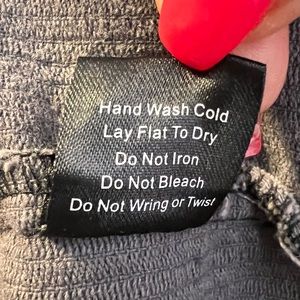 Hand Wash Cold
Lay Flat To Dry
Do Not Iron
Do Not Bleach
Do Not Wring or Twist